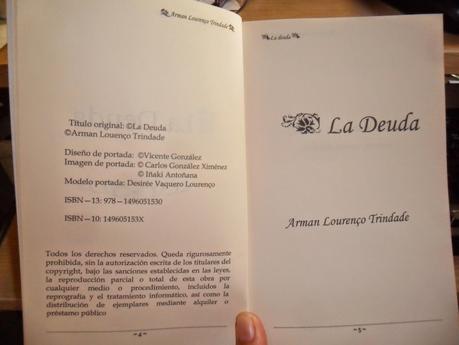 Arman Lourenço Trindade
Título original: ©La Deuda
©Arman Lourenço Trindade
Diseño de portada: ©Vicente González
Imagen de portada: © Carlos González Ximénez
© Iñaki Antoñana
Modelo portada: Desirée Vaquero Lourenço
ISBN—13: 978-1496051530
ISBN—10: 149605153X
Todos los derechos reservados. Queda rigurosamente
prohibida, sin la autorización escrita de los titulares del
copyright, bajo las sanciones establecidas en las leyes,
la reproducción parcial o total de esta obra por
cualquier medio o procedimiento, incluidos la
reprografía y el tratamiento informático, así como la
distribución de ejemplares mediante alquiler o
préstamo público
~4~
La deuda
La Deuda
Arman Lourenço Trindade
~5~